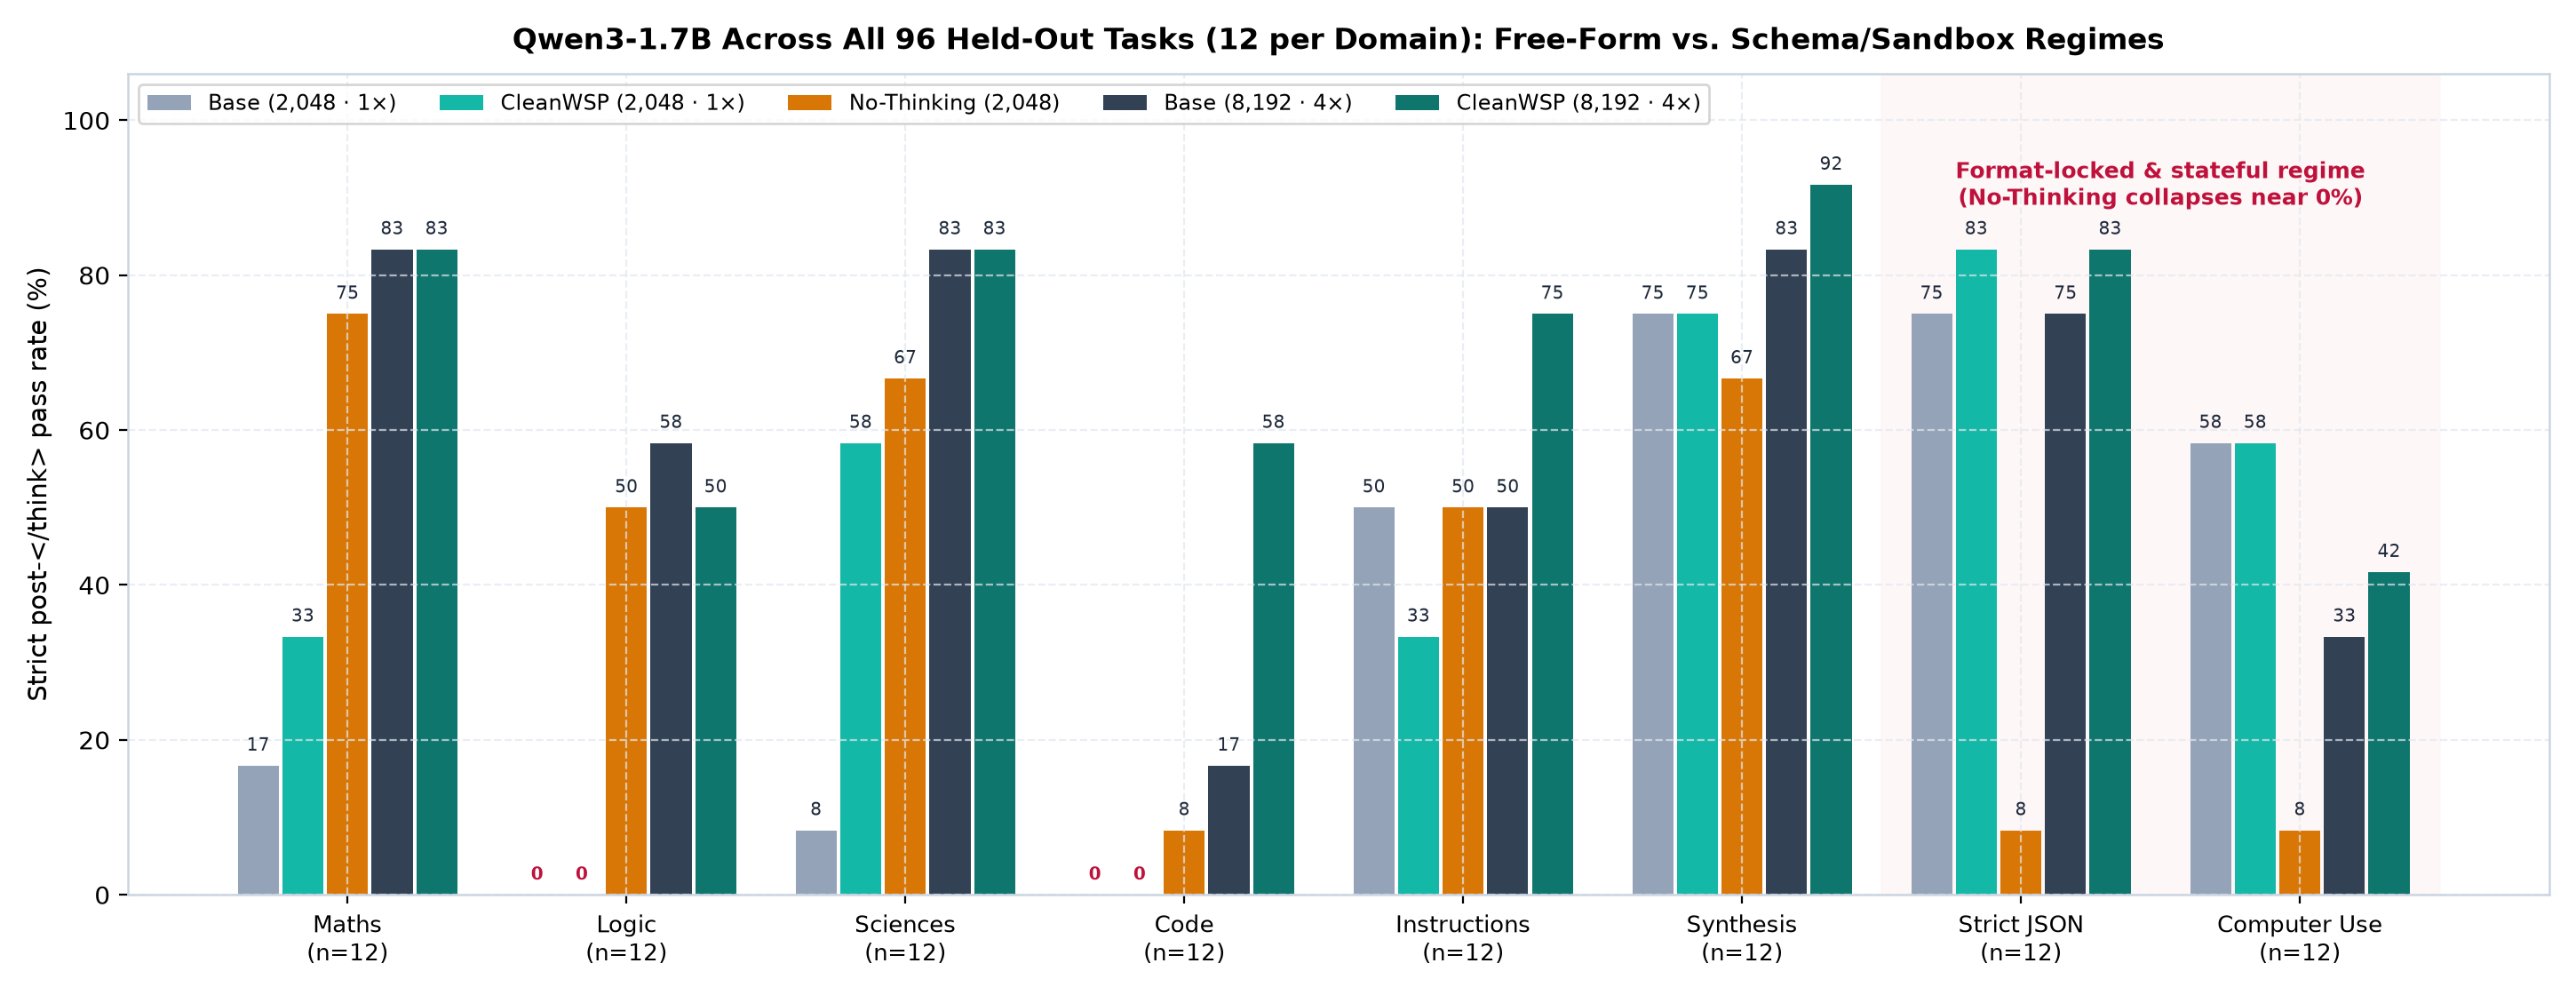 Qwen3-1.7B Across All 96 Held-Out Tasks (12 per Domain): Free-Form vs. Schema/Sandbox Regimes
Base (2,048 · 1×) CleanWSP (2,048 · 1×) No-Thinking (2,048) Base (8,192 · 4×) CleanWSP (8,192 · 4×)
Strict post-</think> pass rate (%)
100
80
60
40
20
0
Format-locked & stateful regime
(No-Thinking collapses near 0%)
17 33 75 83 83
0 0 50 58 50
8 58 67 83 83
0 0 8 17 58
50 33 50 50 75
75 75 67 83 92
75 83 8 75 83
58 58 8 33 42
Maths Logic Sciences Code Instructions Synthesis Strict JSON Computer Use
(n=12) (n=12) (n=12) (n=12) (n=12) (n=12) (n=12) (n=12)